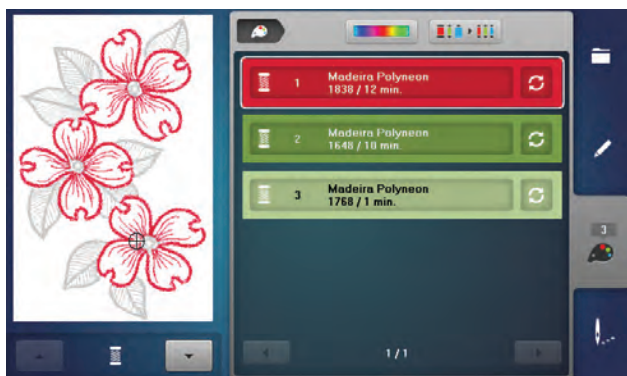 1
Madeira Polyneon
1838 / 12 min.
2
Madeira Polyneon
1648 / 10 min.
3
Madeira Polyneon
1768 / 1 min.
3
1/1